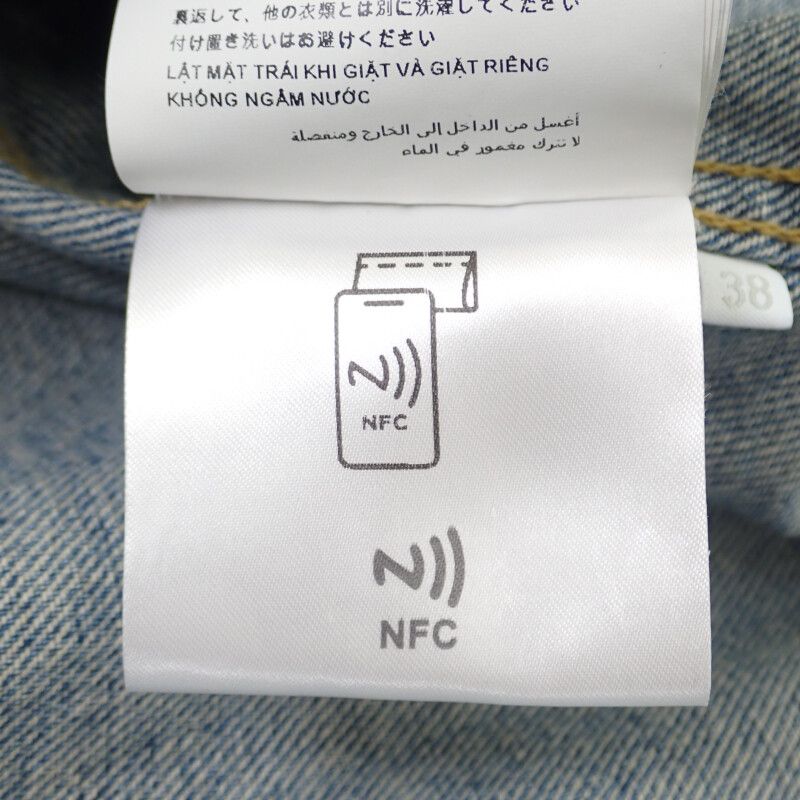 裏返して、他の衣類とは別に洗濯してください
付け置き洗いはお避けください
LẬT MẶT TRÁI KHI GIẶT VÀ GIẶT RIÊNG
KHÔNG NGÂM NƯỚC
أغسل من الداخل إلى الخارج ومنفصلة
لا تترك مغمور في الماء
38
NFC
NFC